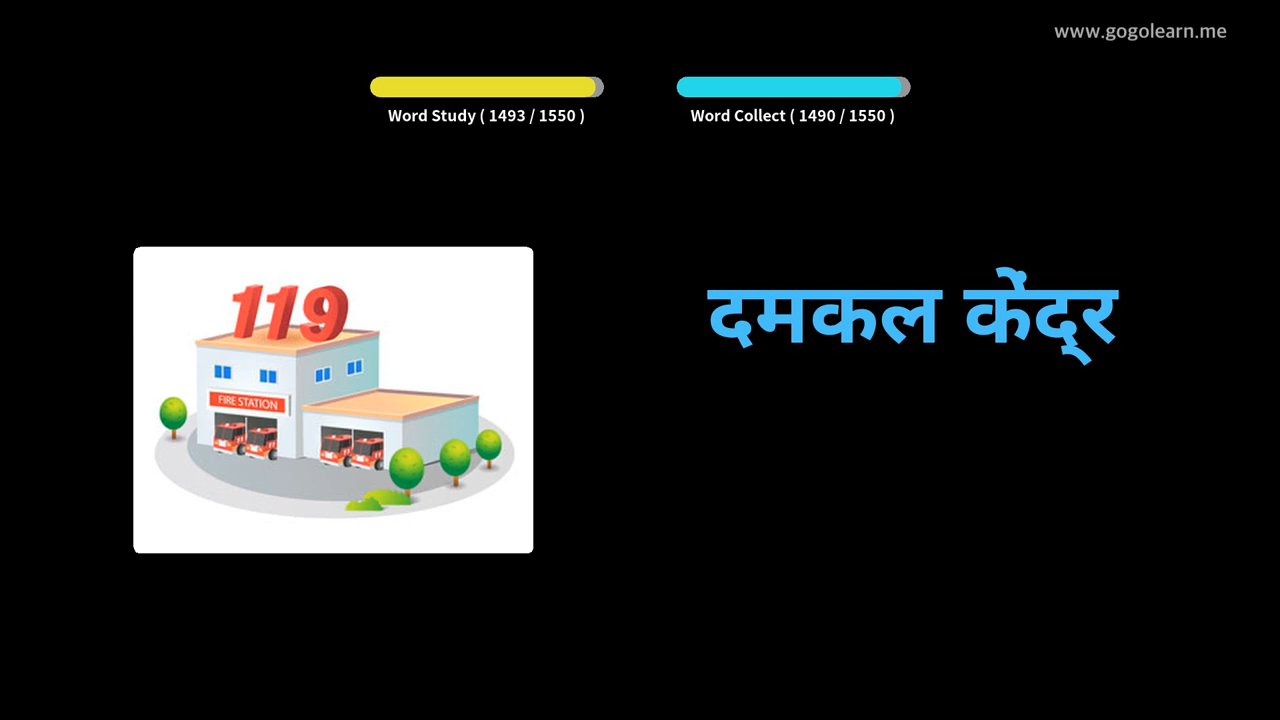 www.gogolearn.me
Word Study ( 1493 / 1550 )
Word Collect ( 1490 / 1550 )
119
FIRE STATION
दमकल केंद्र